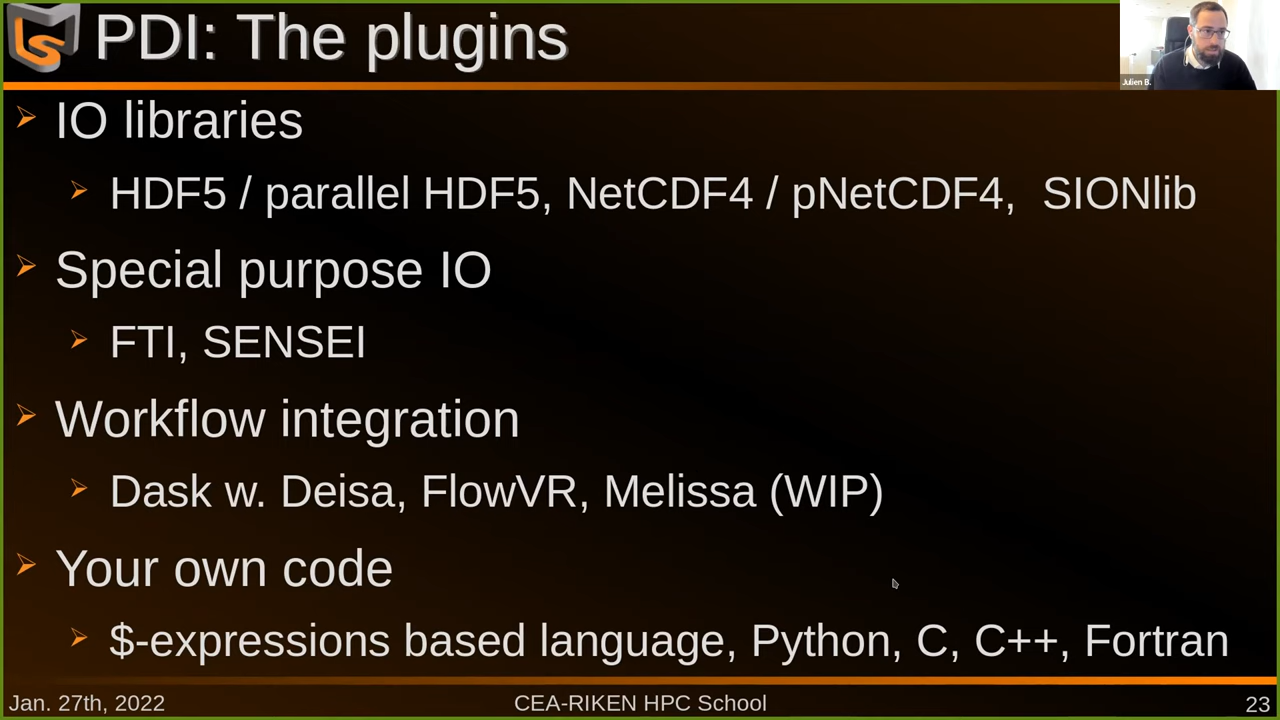 PDI: The plugins
Julien B.
IO libraries
HDF5 / parallel HDF5, NetCDF4 / pNetCDF4, SIONlib
Special purpose IO
FTI, SENSEI
Workflow integration
Dask w. Deisa, FlowVR, Melissa (WIP)
Your own code
$-expressions based language, Python, C, C++, Fortran
Jan. 27th, 2022
CEA-RIKEN HPC School
23